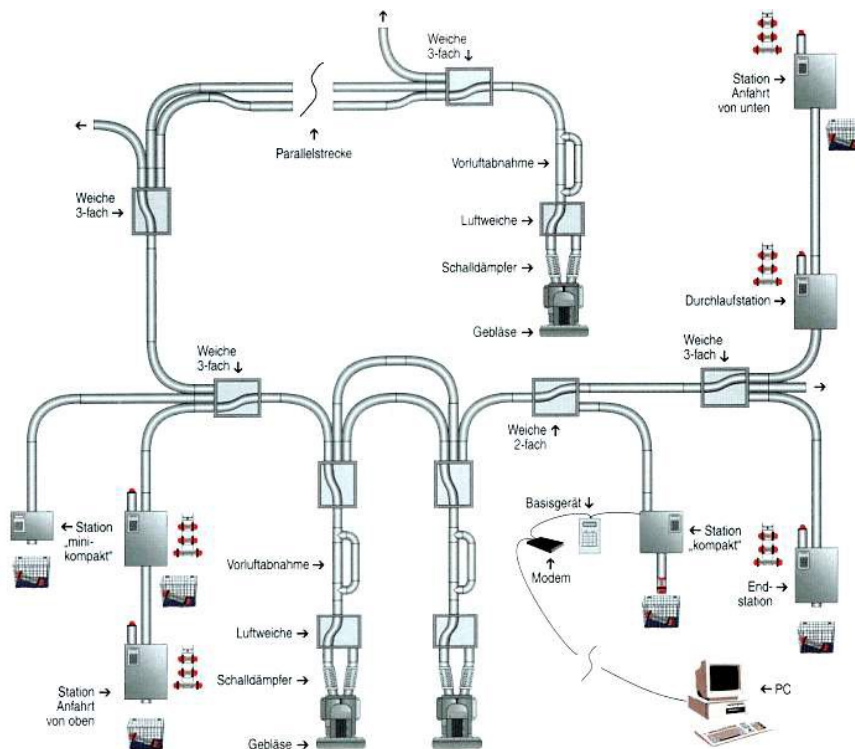 Weiche
3-fach ↓
Station →
Anfahrt
von unten
Parallelstrecke
Vorluftabnahme →
Weiche
3-fach →
Luftweiche →
Schalldämpfer →
Durchlaufstation →
Gebläse →
Weiche
3-fach ↓
Weiche
3-fach ↓
Weiche ↑
2-fach
Basisgerät ↓
← Station
„mini-
kompakt“
← Station
„kompakt“
Modem
Vorluftabnahme →
End- →
station
Luftweiche →
Schalldämpfer →
Station →
Anfahrt
von oben
← PC
Gebläse →